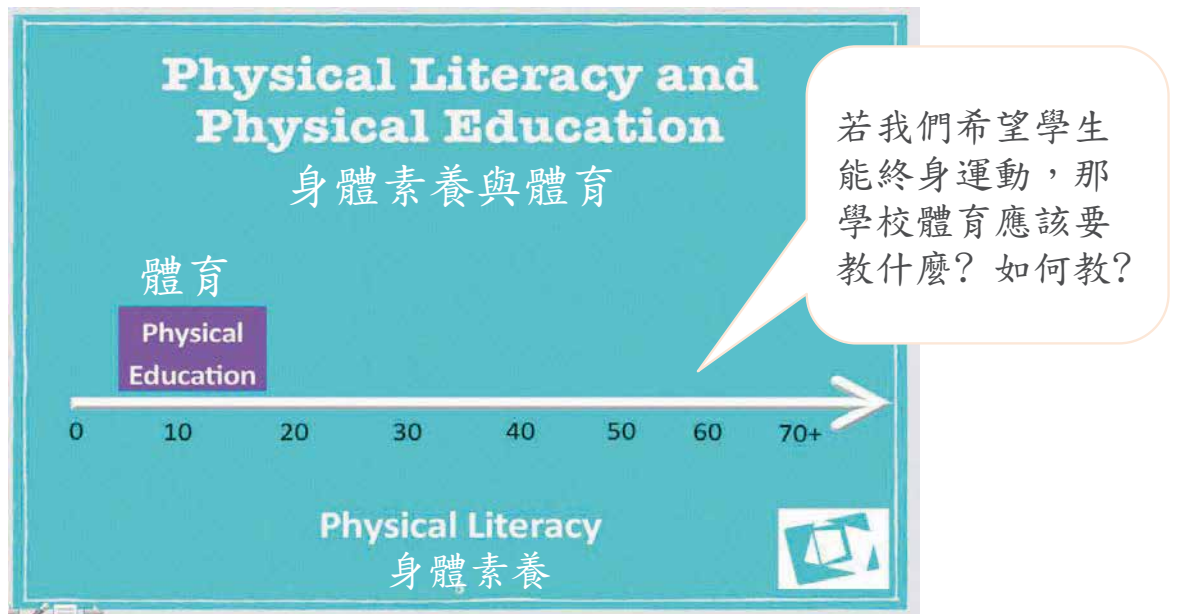 Physical Literacy and
Physical Education
身體素養與體育
若我們希望學生
能終身運動，那
學校體育應該要
教什麼? 如何教?
體育
Physical
Education
0 10 20 30 40 50 60 70+
Physical Literacy
身體素養